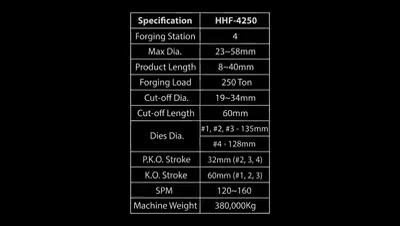 Specification HHF-4250
Forging Station 4
Max Dia. 23~58mm
Product Length 8~40mm
Forging Load 250 Ton
Cut-off Dia. 19~34mm
Cut-off Length 60mm
Dies Dia. #1, #2, #3 - 135mm
#4 - 128mm
P.K.O. Stroke 32mm (#2, 3, 4)
K.O. Stroke 60mm (#1, 2, 3)
SPM 120~160
Machine Weight 380,000Kg